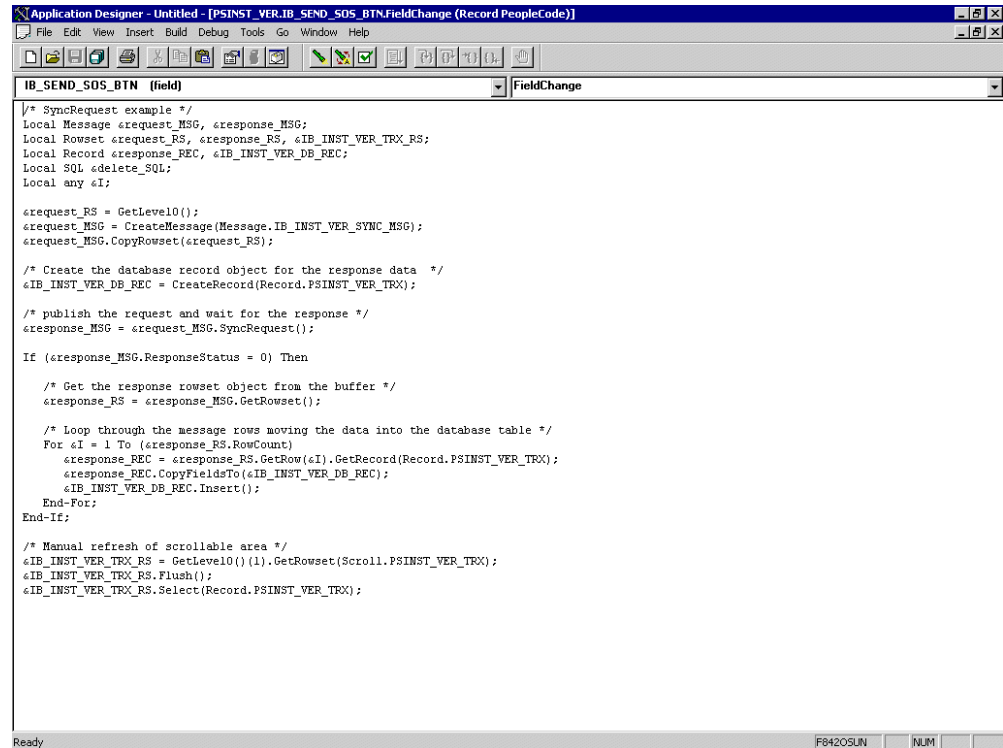 Application Designer - Untitled - [PSINST_VER.IB_SEND_SOS_BTN.FieldChange (Record PeopleCode)]
File Edit View Insert Build Debug Tools Go Window Help
IB_SEND_SOS_BTN (field) FieldChange
/* SyncRequest example */
Local Message &request_MSG, &response_MSG;
Local Rowset &request_RS, &response_RS, &IB_INST_VER_TRX_RS;
Local Record &response_REC, &IB_INST_VER_DB_REC;
Local SQL &delete_SQL;
Local any &I;
&request_RS = GetLevel0();
&request_MSG = CreateMessage(Message.IB_INST_VER_SYNC_MSG);
&request_MSG.CopyRowset(&request_RS);
/* Create the database record object for the response data */
&IB_INST_VER_DB_REC = CreateRecord(Record.PSINST_VER_TRX);
/* publish the request and wait for the response */
&response_MSG = &request_MSG.SyncRequest();
If (&response_MSG.ResponseStatus = 0) Then
/* Get the response rowset object from the buffer */
&response_RS = &response_MSG.GetRowset();
/* Loop through the message rows moving the data into the database table */
For &I = 1 To (&response_RS.RowCount)
&response_REC = &response_RS.GetRow(&I).GetRecord(Record.PSINST_VER_TRX);
&response_REC.CopyFieldsTo(&IB_INST_VER_DB_REC);
&IB_INST_VER_DB_REC.Insert();
End-For;
End-If;
/* Manual refresh of scrollable area */
&IB_INST_VER_TRX_RS = GetLevel0()(1).GetRowset(Scroll.PSINST_VER_TRX);
&IB_INST_VER_TRX_RS.Flush();
&IB_INST_VER_TRX_RS.Select(Record.PSINST_VER_TRX);
Ready F842OSUN NUM